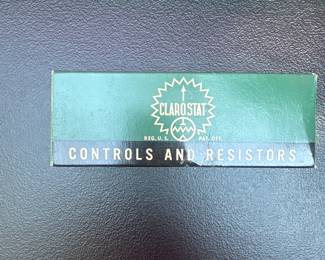 CLAROSTAT
REG. U.S. PAT. OFF.
CONTROLS AND RESISTORS